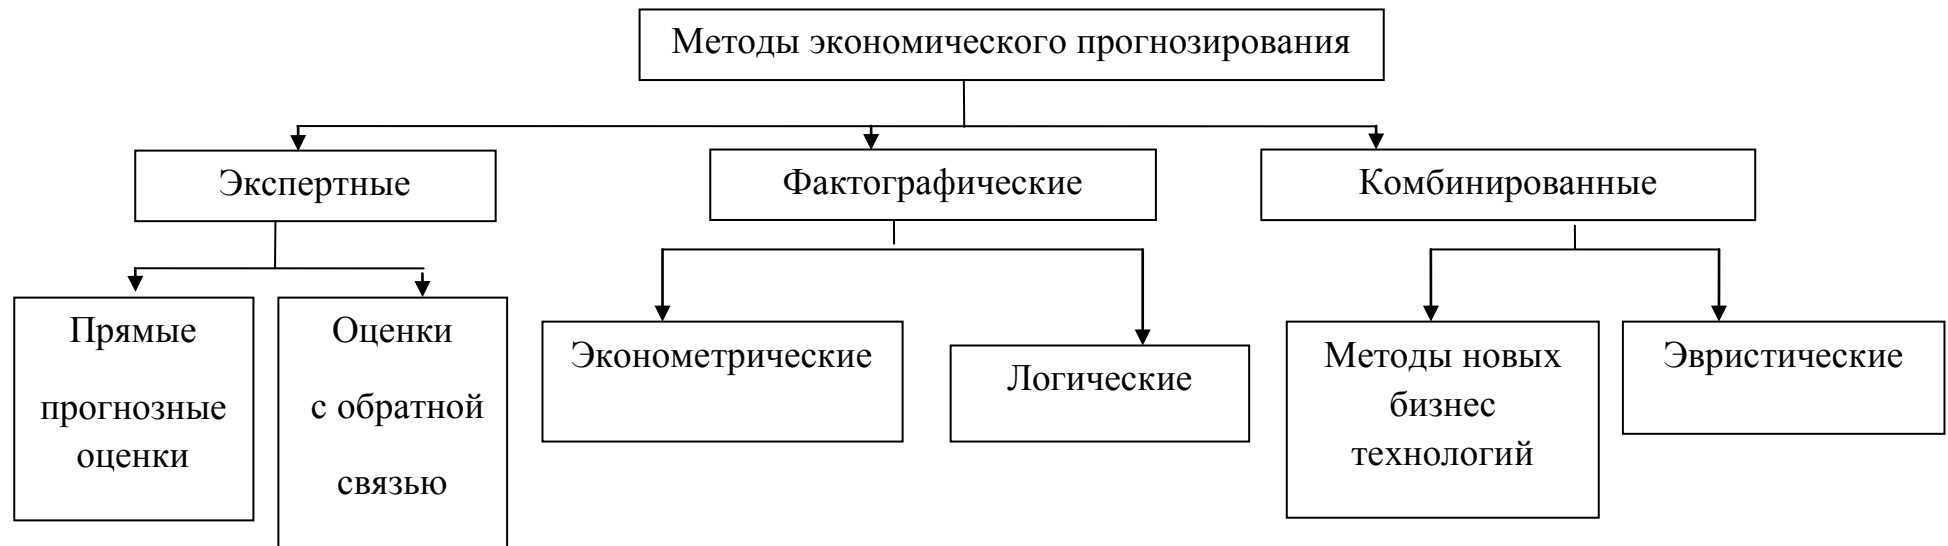 Методы экономического прогнозирования
Экспертные
Фактографические
Комбинированные
Прямые
прогнозные
оценки
Оценки
с обратной
связью
Эконометрические
Логические
Методы новых
бизнес
технологий
Эвристические